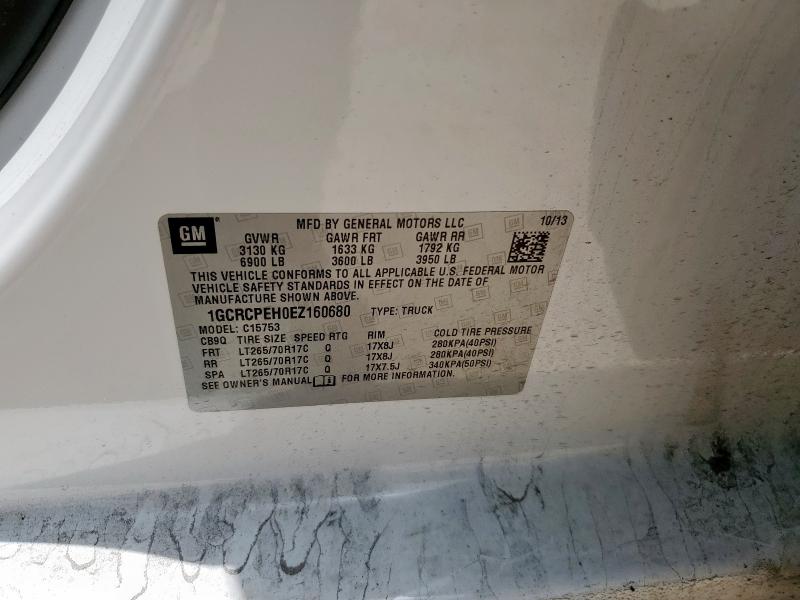 GM
MFD BY GENERAL MOTORS LLC
10/13
GVWR GAWR FRT GAWR RR
3130 KG 1633 KG 1792 KG
6900 LB 3600 LB 3950 LB
THIS VEHICLE CONFORMS TO ALL APPLICABLE U.S. FEDERAL MOTOR
VEHICLE SAFETY STANDARDS IN EFFECT ON THE DATE OF
MANUFACTURE SHOWN ABOVE.
1GCRCPEH0EZ160680 TYPE: TRUCK
MODEL: C15753
CB9Q TIRE SIZE SPEED RTG RIM COLD TIRE PRESSURE
FRT LT265/70R17C Q 17X8J 280KPA(40PSI)
RR LT265/70R17C Q 17X8J 280KPA(40PSI)
SPA LT265/70R17C Q 17X7.5J 340KPA(50PSI)
SEE OWNER'S MANUAL FOR MORE INFORMATION.